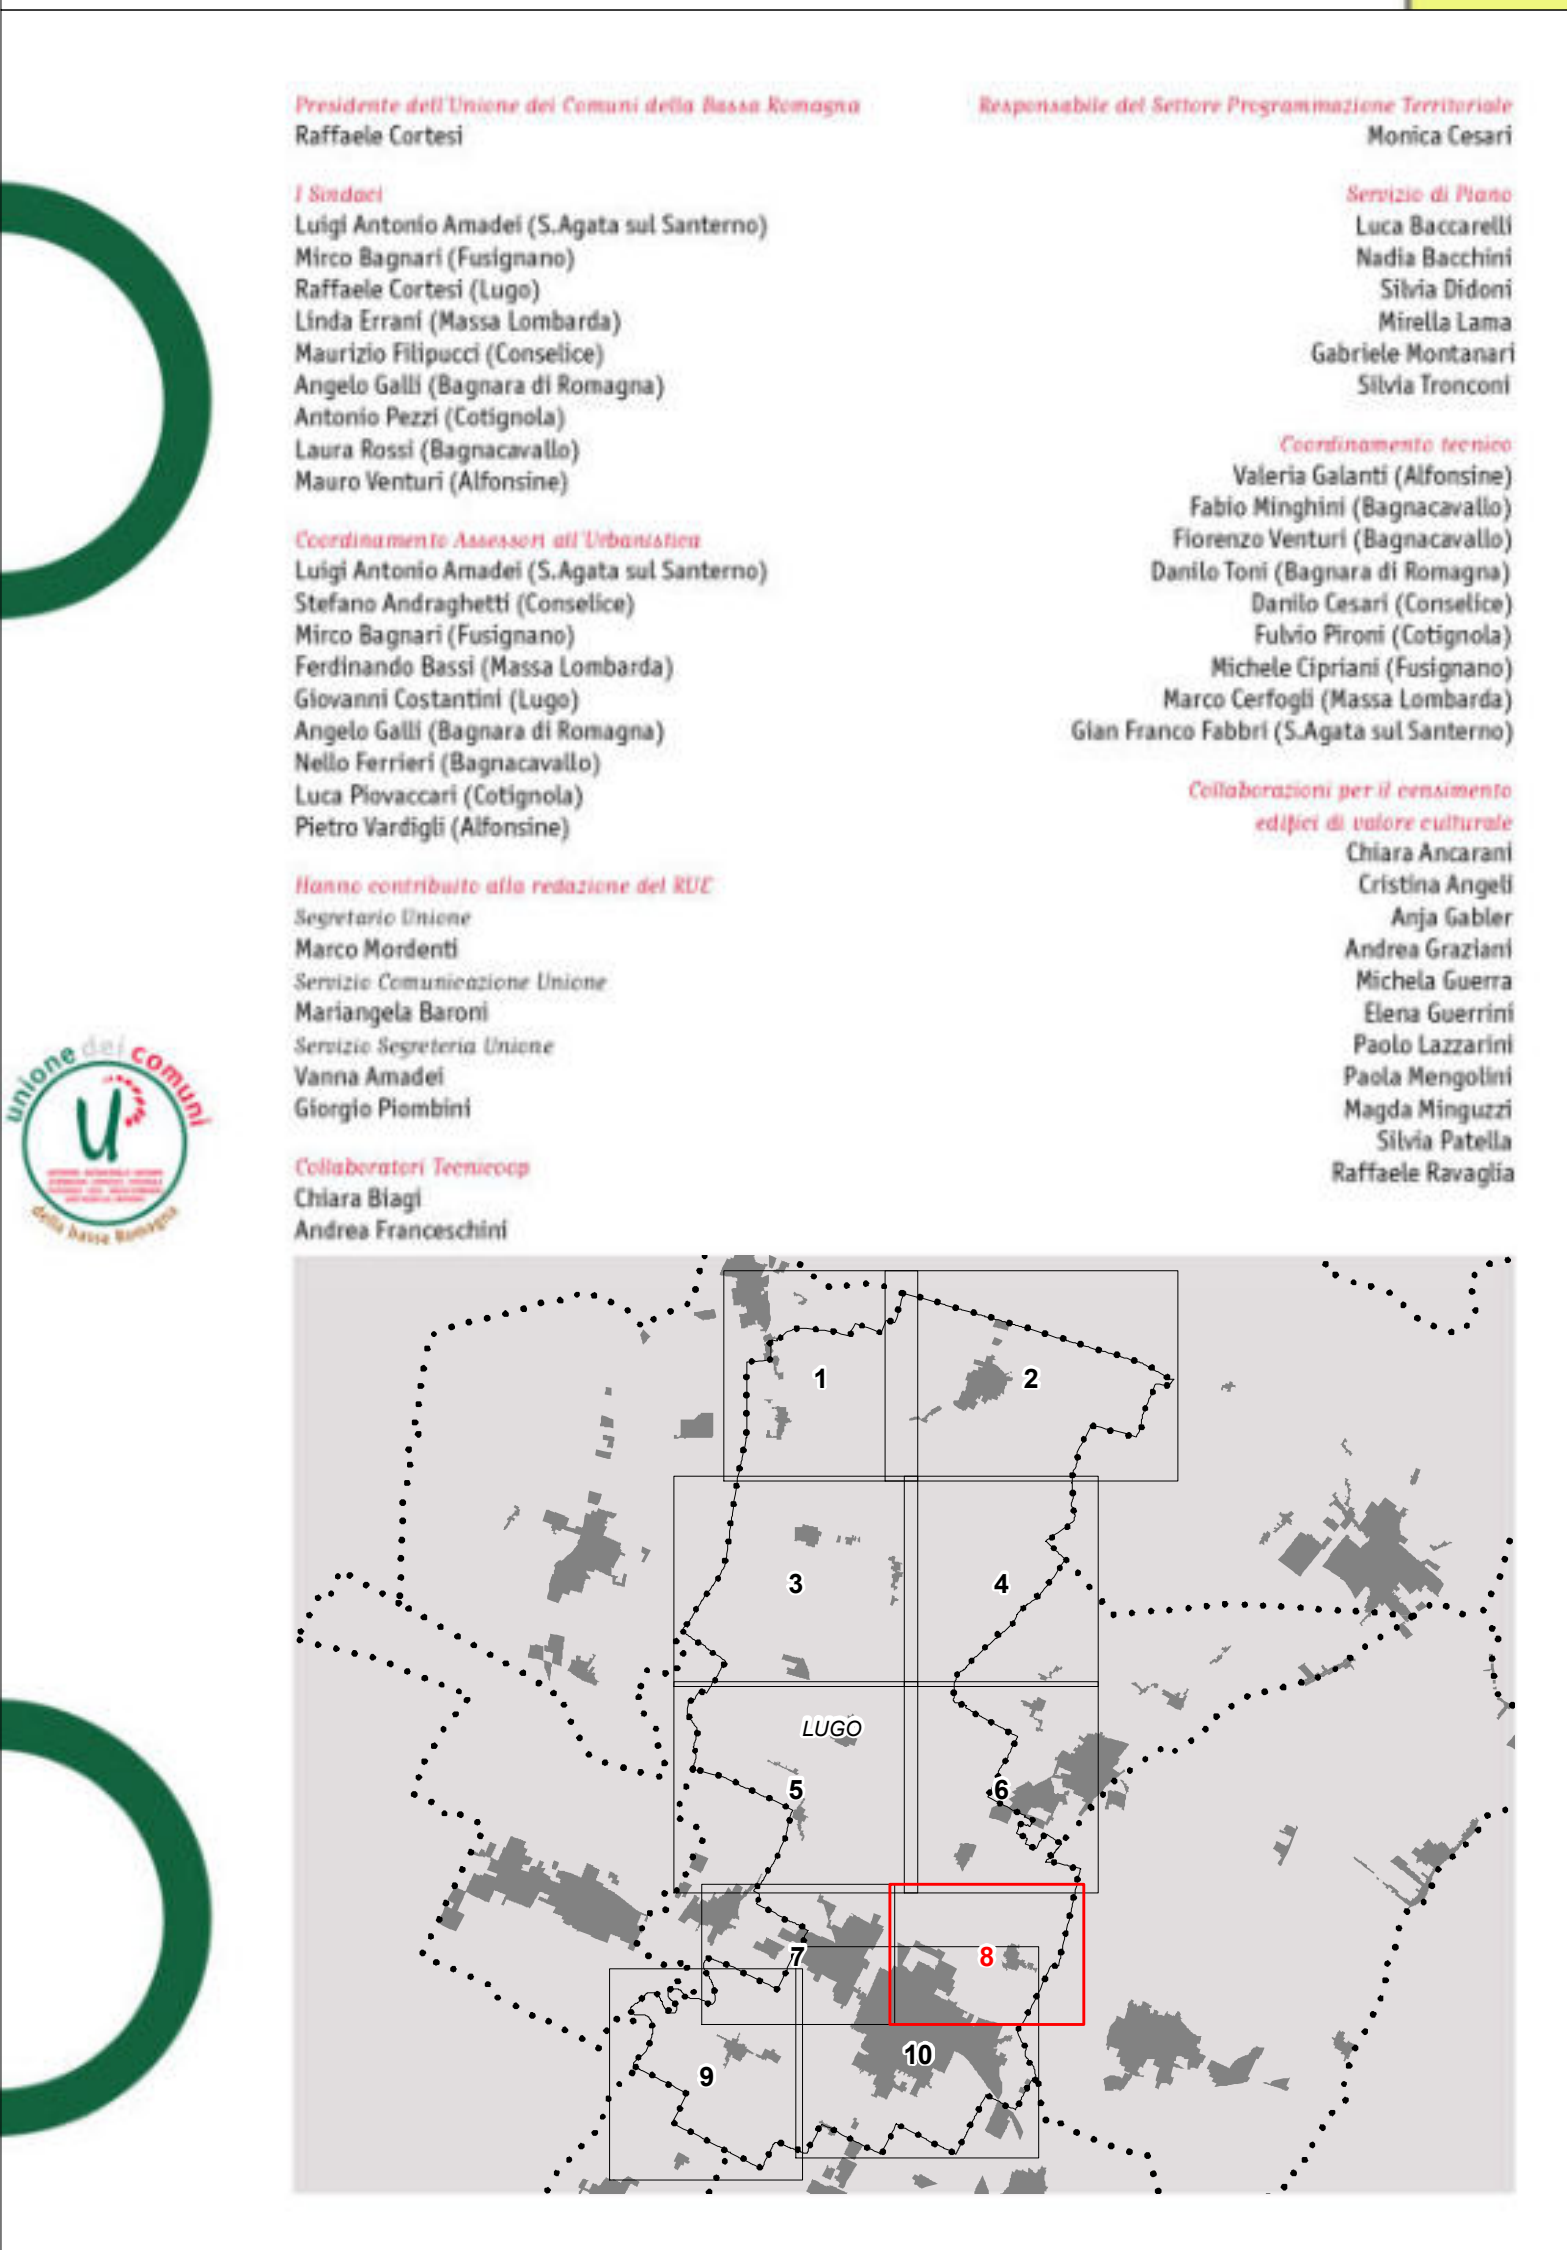 Presidente dell'Unione dei Comuni della Bassa Romagna
Raffaele Cortesi
I Sindaci
Luigi Antonio Amadei (S.Agata sul Santerno)
Mirco Bagnari (Fusignano)
Raffaele Cortesi (Lugo)
Linda Errani (Massa Lombarda)
Maurizio Filipucci (Conselice)
Angelo Galli (Bagnara di Romagna)
Antonio Pezzi (Cotignola)
Laura Rossi (Bagnacavallo)
Mauro Venturi (Alfonsine)
Coordinamento Assessori all'Urbanistica
Luigi Antonio Amadei (S.Agata sul Santerno)
Stefano Andraghetti (Conselice)
Mirco Bagnari (Fusignano)
Ferdinando Bassi (Massa Lombarda)
Giovanni Costantini (Lugo)
Angelo Galli (Bagnara di Romagna)
Nello Ferrieri (Bagnacavallo)
Luca Piovaccari (Cotignola)
Pietro Vardigli (Alfonsine)
Hanno contribuito alla redazione del RUE
Segretario Unione
Marco Mordenti
Servizio Comunicazione Unione
Mariangela Baroni
Servizio Segreteria Unione
Vanna Amadei
Giorgio Piombini
Collaboratori Tecnicoop
Chiara Biagi
Andrea Franceschini
Responsabile del Settore Programmazione Territoriale
Monica Cesari
Servizio di Piano
Luca Baccarelli
Nadia Bacchini
Silvia Didoni
Mirella Lama
Gabriele Montanari
Silvia Tronconi
Coordinamento tecnico
Valeria Galanti (Alfonsine)
Fabio Minghini (Bagnacavallo)
Fiorenzo Venturi (Bagnacavallo)
Danilo Toni (Bagnara di Romagna)
Danilo Cesari (Conselice)
Fulvio Pironi (Cotignola)
Michele Cipriani (Fusignano)
Marco Cerfogli (Massa Lombarda)
Gian Franco Fabbri (S.Agata sul Santerno)
Collaborazioni per il censimento
edifici di valore culturale
Chiara Ancarani
Cristina Angeli
Anja Gabler
Andrea Graziani
Michela Guerra
Elena Guerrini
Paolo Lazzarini
Paola Mengolini
Magda Minguzzi
Silvia Patella
Raffaele Ravaglia
unione dei comuni
della bassa Romagna
1
2
3
4
LUGO
5
6
7
8
9
10